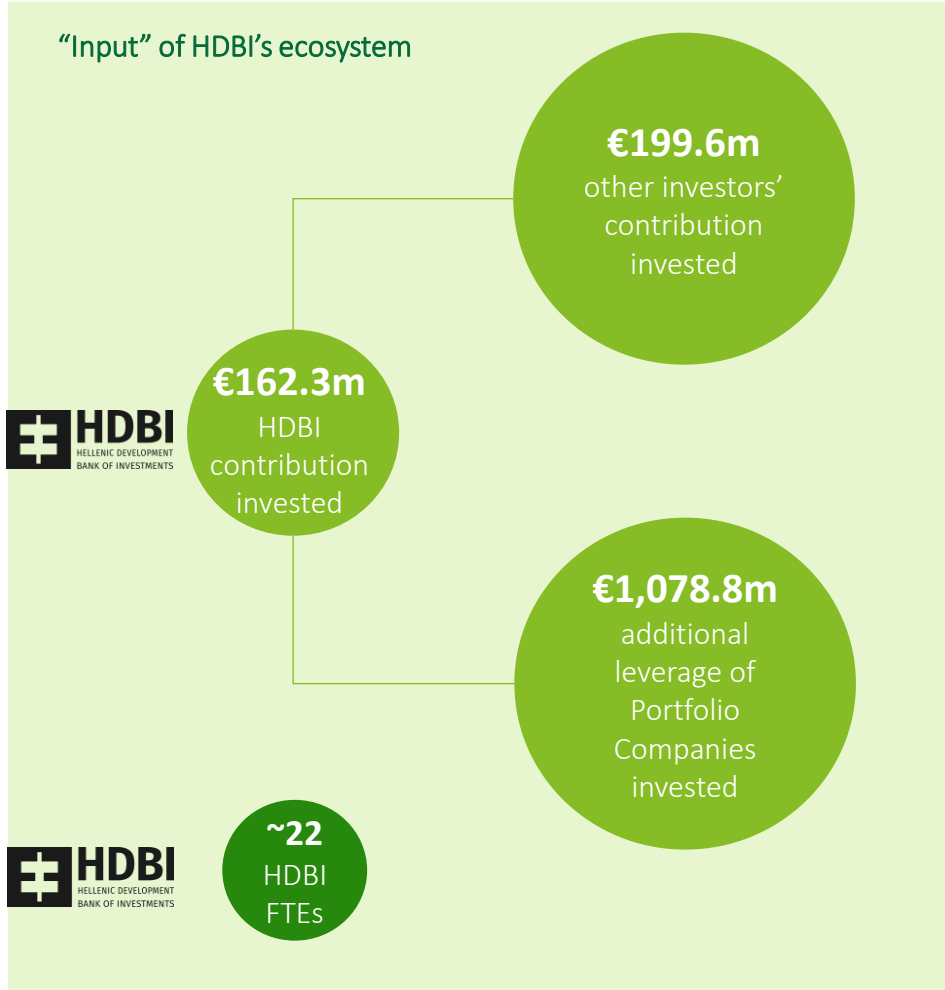 “Input” of HDBI’s ecosystem
€199.6m
other investors’
contribution
invested
€162.3m
HDBI
contribution
invested
HDBI
HELLENIC DEVELOPMENT
BANK OF INVESTMENTS
€1,078.8m
additional
leverage of
Portfolio
Companies
invested
~22
HDBI
FTEs
HDBI
HELLENIC DEVELOPMENT
BANK OF INVESTMENTS